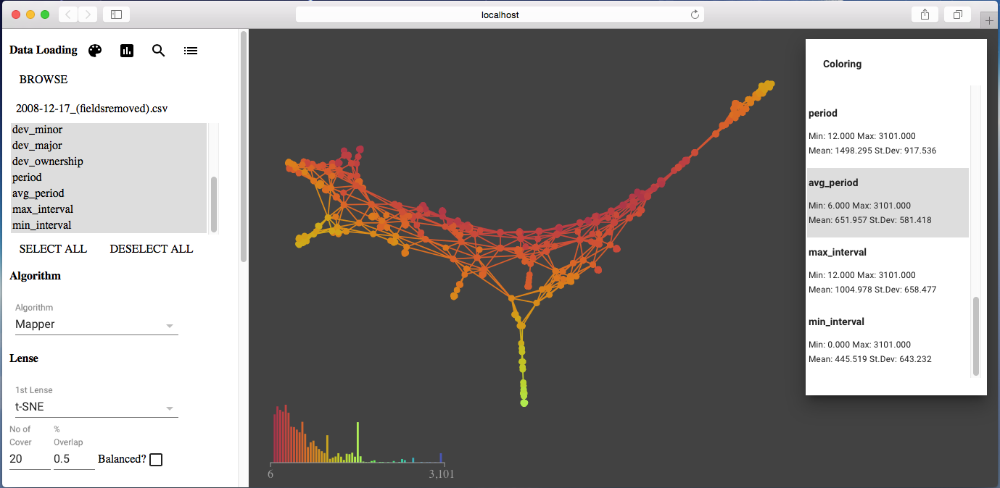 localhost
Data Loading
BROWSE
2008-12-17_(fieldsremoved).csv
dev_minor
dev_major
dev_ownership
period
avg_period
max_interval
min_interval
SELECT ALL DESELECT ALL
Algorithm
Algorithm
Mapper
Lense
1st Lense
t-SNE
No of Cover
% Overlap
20
0.5
Balanced?
6
3,101
Coloring
period
Min: 12.000 Max: 3101.000
Mean: 1498.295 St.Dev: 917.536
avg_period
Min: 6.000 Max: 3101.000
Mean: 651.957 St.Dev: 581.418
max_interval
Min: 12.000 Max: 3101.000
Mean: 1004.978 St.Dev: 658.477
min_interval
Min: 0.000 Max: 3101.000
Mean: 445.519 St.Dev: 643.232